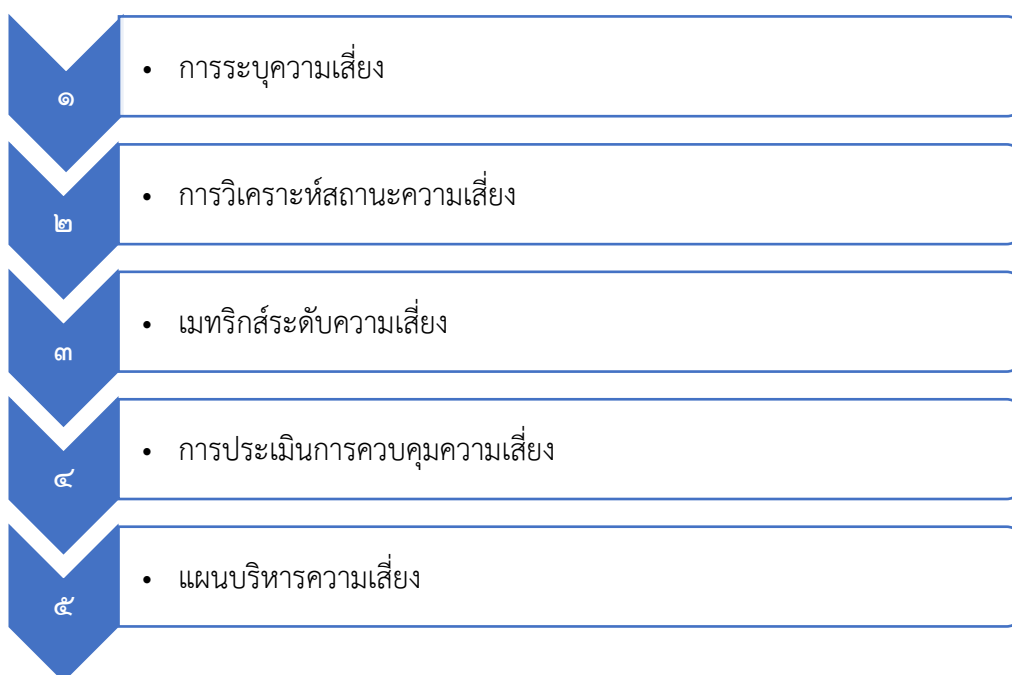 ๑
• การระบุความเสี่ยง
๒
• การวิเคราะห์สถานะความเสี่ยง
๓
• เมทริกส์ระดับความเสี่ยง
๔
• การประเมินการควบคุมความเสี่ยง
๕
• แผนบริหารความเสี่ยง